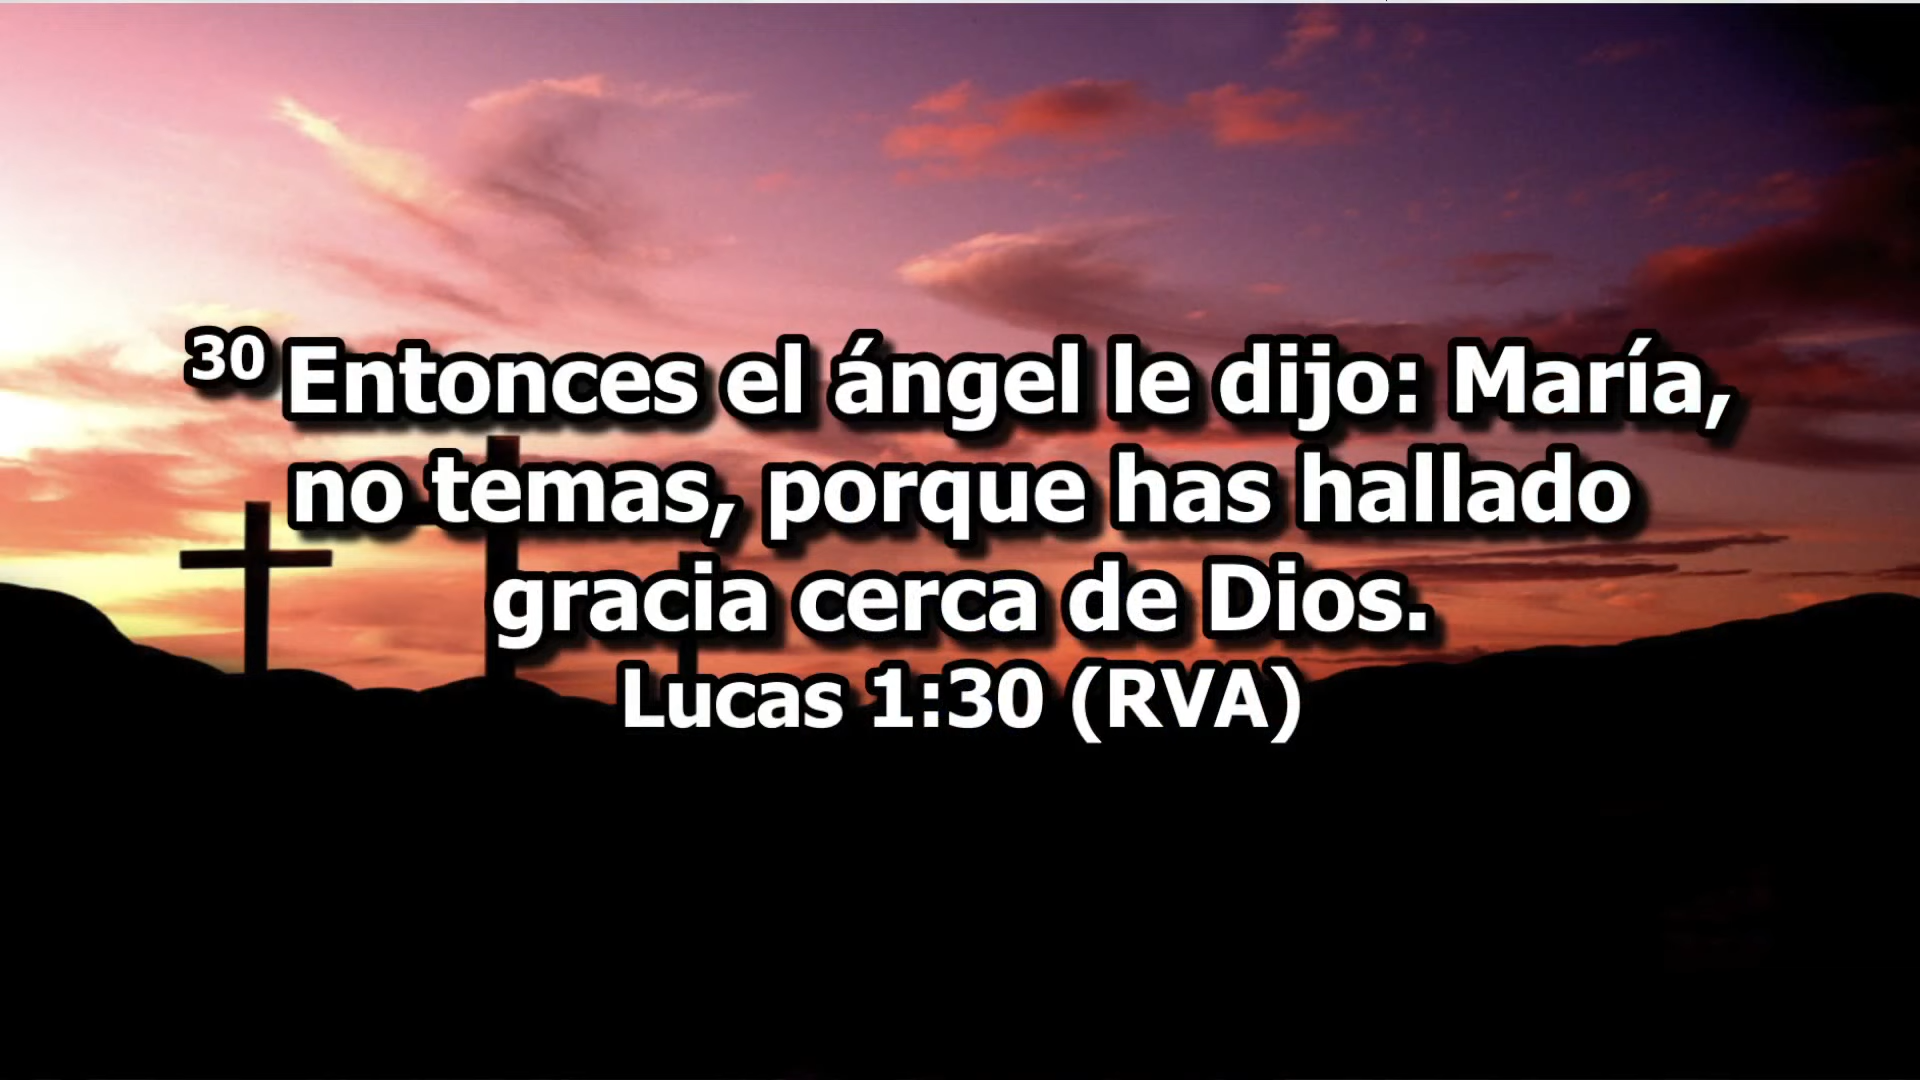 30 Entonces el ángel le dijo: María,
no temas, porque has hallado
gracia cerca de Dios.
Lucas 1:30 (RVA)